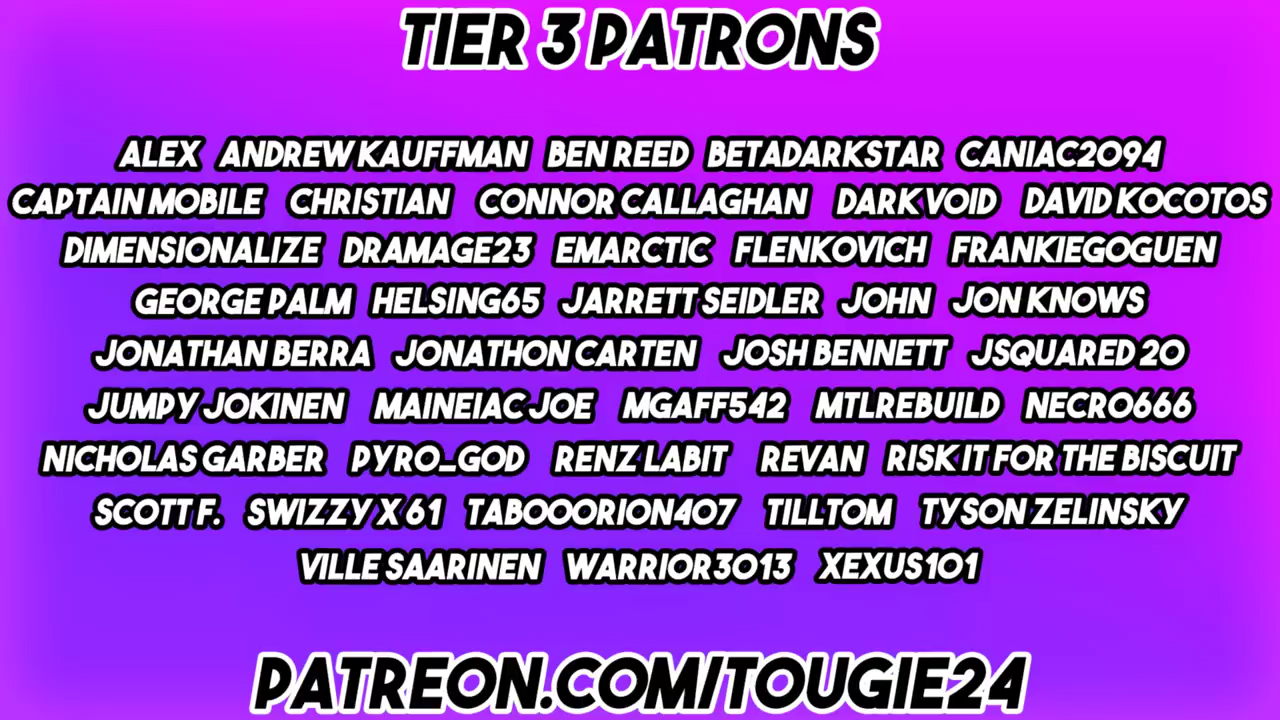 TIER 3 PATRONS
ALEX ANDREW KAUFFMAN BEN REED BETADARKSTAR CANIAC2094
CAPTAIN MOBILE CHRISTIAN CONNOR CALLAGHAN DARK VOID DAVID KOCOTOS
DIMENSIONALIZE DRAMAGE23 EMARCTIC FLENKOVICH FRANKIEGOGUEN
GEORGE PALM HELSING65 JARRETT SEIDLER JOHN JON KNOWS
JONATHAN BERRA JONATHON CARTEN JOSH BENNETT JSQUARED 20
JUMPY JOKINEN MAINEIAC JOE MGAFF542 MTLREBUILD NECRO666
NICHOLAS GARBER PYRO_GOD RENZ LABIT REVAN RISK IT FOR THE BISCUIT
SCOTT F. SWIZZY X 61 TABOOORION407 TILLTOM TYSON ZELINSKY
VILLE SAARINEN WARRIOR3013 XEXUS101
PATREON.COM/TOUGIE24